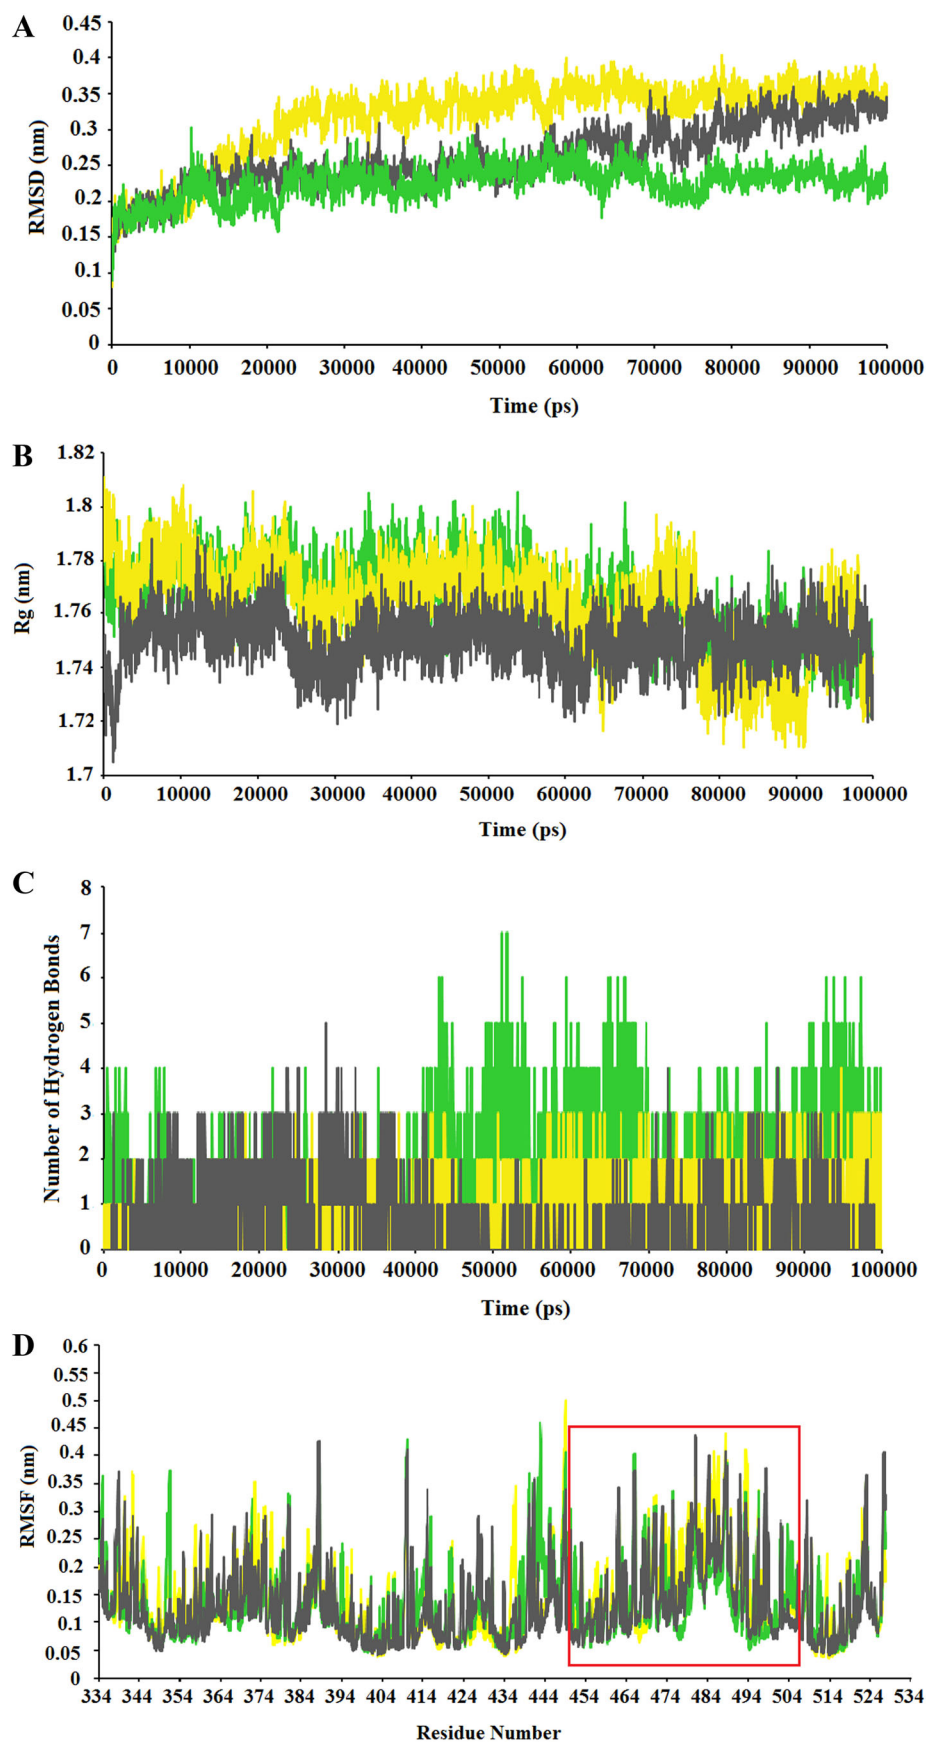 A
0.45
0.4
0.35
0.3
0.25
0.2
0.15
0.1
0.05
0
RMSD (nm)
0 10000 20000 30000 40000 50000 60000 70000 80000 90000 100000
Time (ps)
B
1.82
1.8
1.78
1.76
1.74
1.72
1.7
Rg (nm)
0 10000 20000 30000 40000 50000 60000 70000 80000 90000 100000
Time (ps)
C
8
7
6
5
4
3
2
1
0
Number of Hydrogen Bonds
0 10000 20000 30000 40000 50000 60000 70000 80000 90000 100000
Time (ps)
D
0.6
0.55
0.5
0.45
0.4
0.35
0.3
0.25
0.2
0.15
0.1
0.05
0
RMSF (nm)
334 344 354 364 374 384 394 404 414 424 434 444 454 464 474 484 494 504 514 524 534
Residue Number